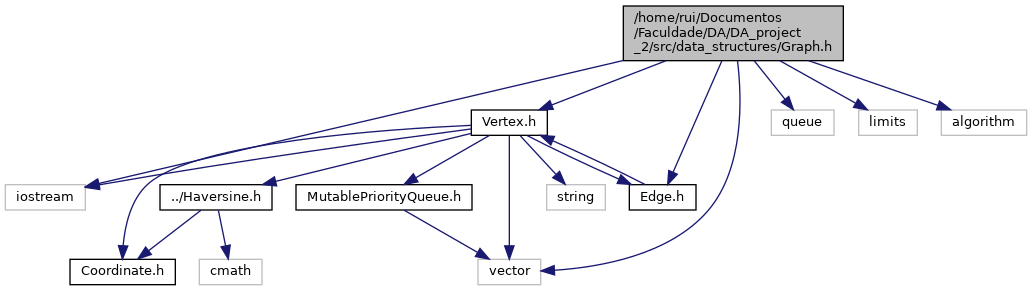 /home/rui/Documentos
/Faculdade/DA/DA_project
_2/src/data_structures/Graph.h
Vertex.h
queue
limits
algorithm
iostream
../Haversine.h
MutablePriorityQueue.h
string
Edge.h
Coordinate.h
cmath
vector